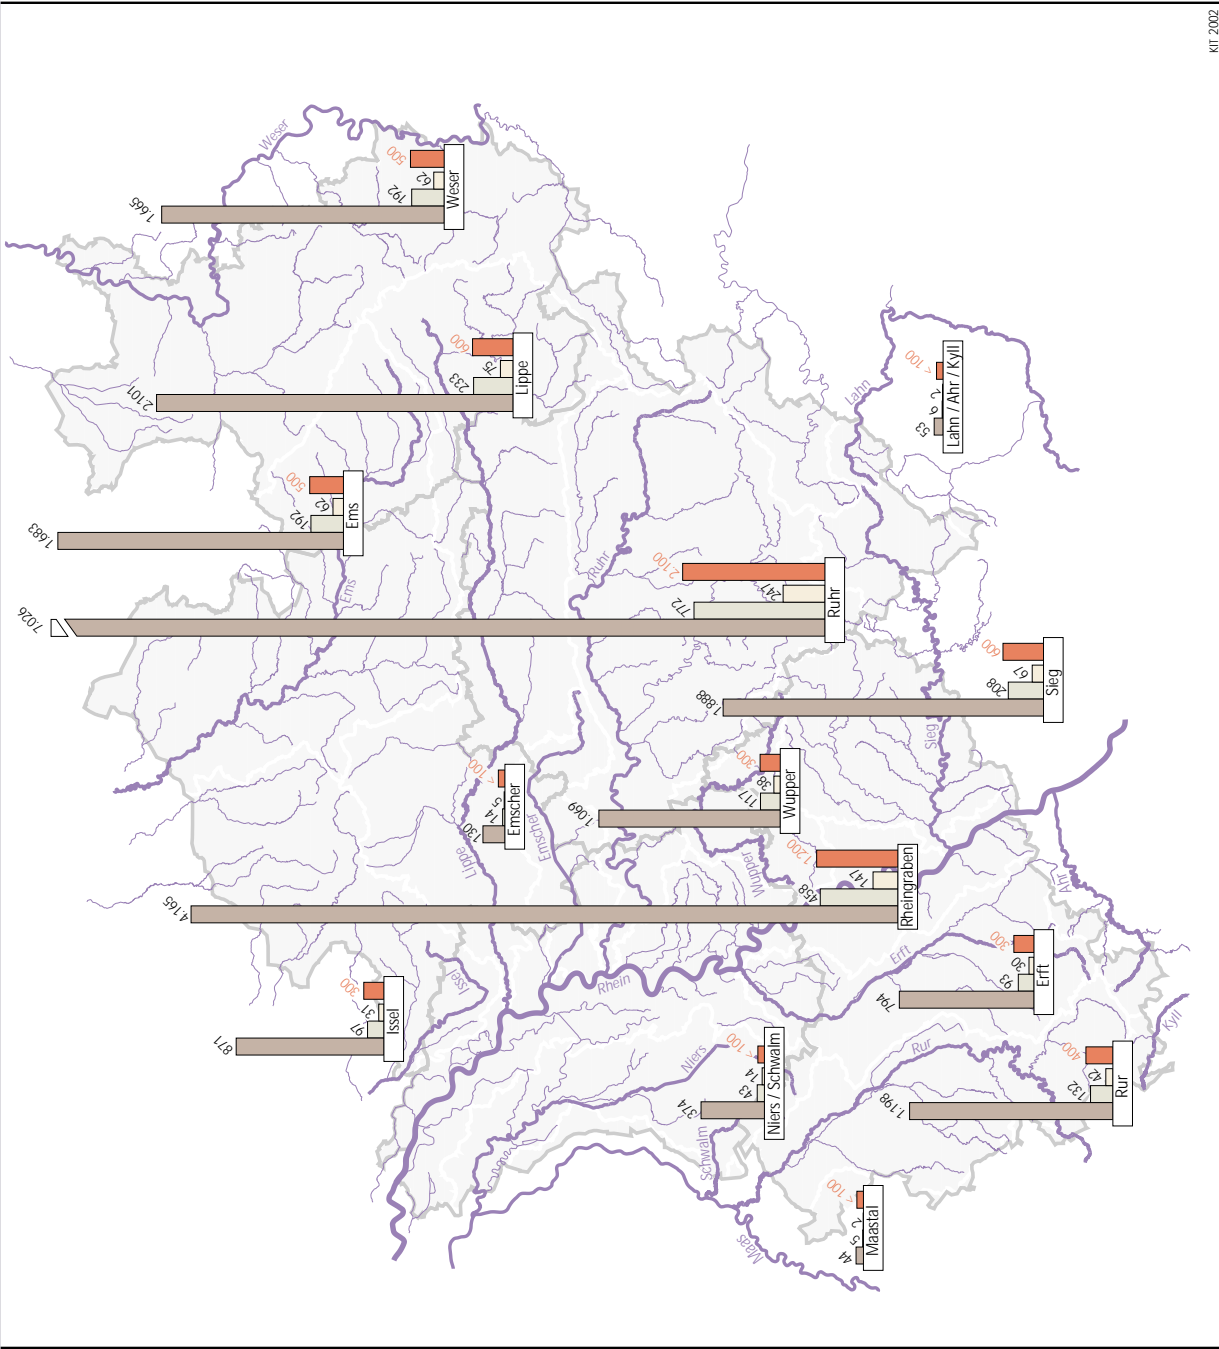 KIT 2002
Weser
1.665
192
62
500
Weser
2.101
233
75
600
Lippe
1.683
192
62
500
Ems
Ems
7.026
772
247
2.100
Ruhr
Ruhr
53
6
2
< 100
Lahn / Ahr / Kyll
Lahn
1.888
208
67
600
Sieg
Sieg
1.069
117
38
300
Wupper
Wupper
130
14
5
< 100
Emscher
Emscher
Lippe
4.165
458
147
1.200
Rheingraben
Rhein
871
97
31
300
Issel
Issel
794
93
30
300
Erft
Erft
Ahr
Kyll
374
43
14
< 100
Niers / Schwalm
Niers
Schwalm
1.198
132
42
400
Rur
Rur
44
5
2
< 100
Maastal
Maas